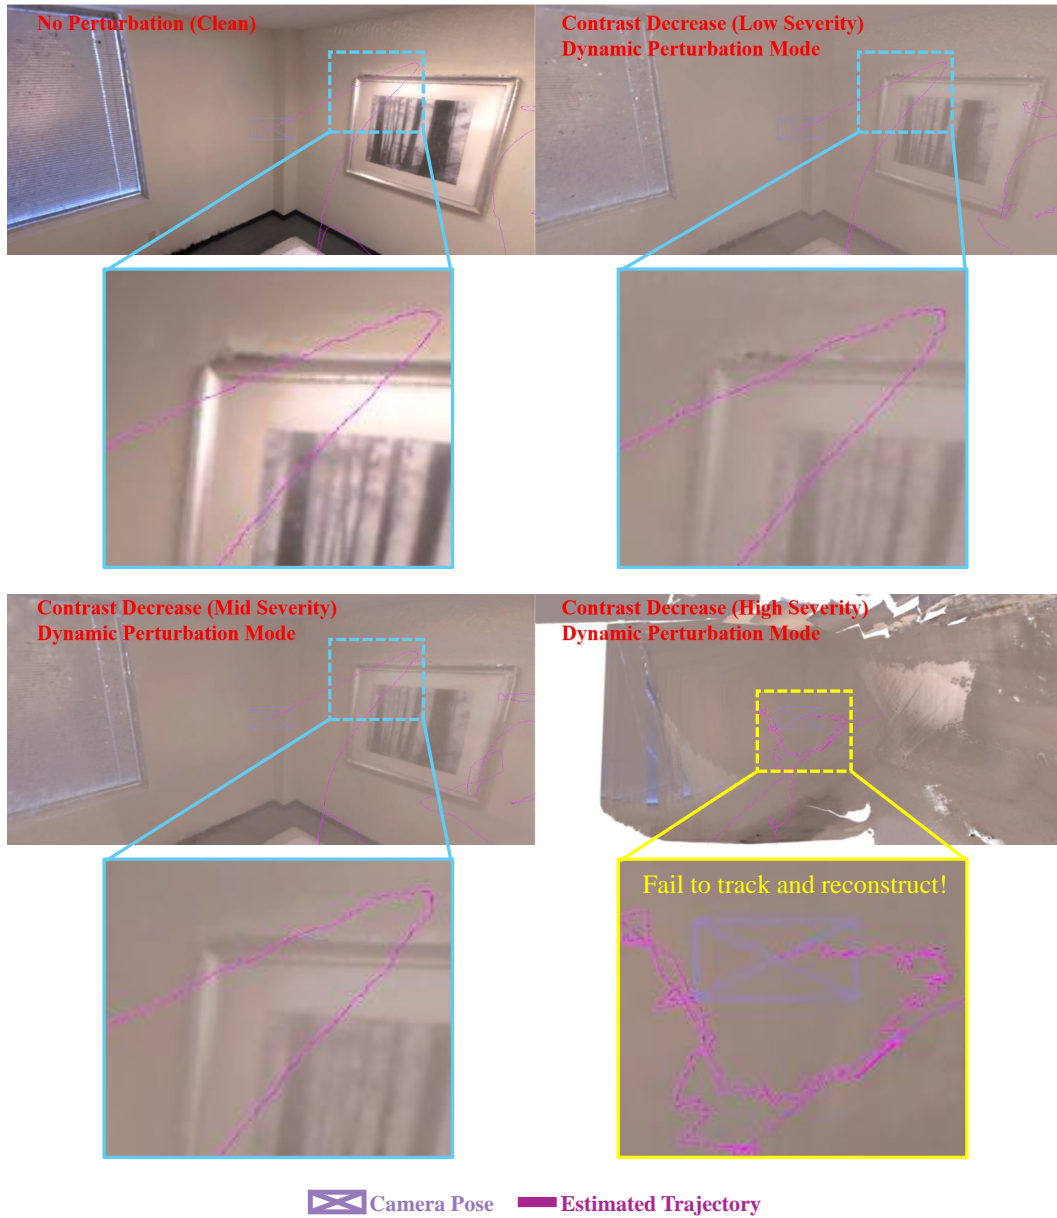 No Perturbation (Clean)
Contrast Decrease (Low Severity)
Dynamic Perturbation Mode
Contrast Decrease (Mid Severity)
Dynamic Perturbation Mode
Contrast Decrease (High Severity)
Dynamic Perturbation Mode
Fail to track and reconstruct!
Camera Pose
Estimated Trajectory